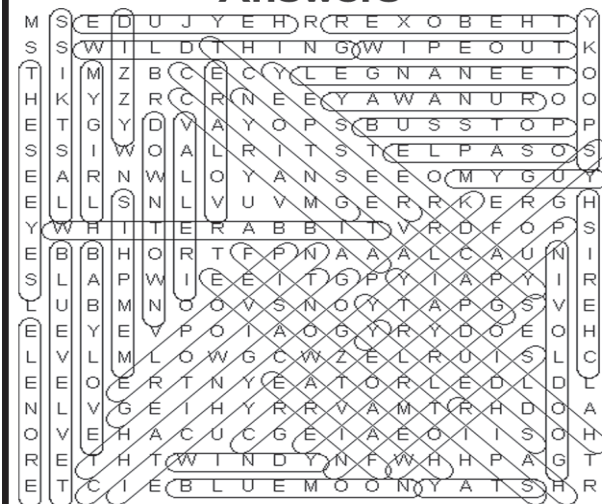 Answers
M S E D U J Y E H R R E X O B E H T Y
S S W I L D T H I N G W I P E O U T K
T I M Z B C E C Y L E G N A N E E T O
H K Y Z R C R N E E Y A W A N U R O O
E T G Y D V A Y O P S B U S S T O P P
S S I W O A L R I T S T E L P A S O S
E A R N W L O Y A N S E E O M Y G U Y
E L L S N L V U V M G E R R K E R G H
Y W H I T E R A B B I T V R D F O P S
E B B H O R T F P N A A A L C A U N I
S L A P W I E E I T G P Y I A P Y I R
L U B M N O O V S N O Y T A P G S V E
E E Y E V P O I A O G Y R Y D O E O H
L V L M L O W G C W Z E L R U I S L C
E E O E R T N Y E A T O R L E D L D L
N L V G E I H Y R R V A M T R H D O A
O V E H A C U C G E I A E O I I S O H
R E T H T W I N D Y N F W H H P A G T
E T C I E B L U E M O O N Y A T S H R